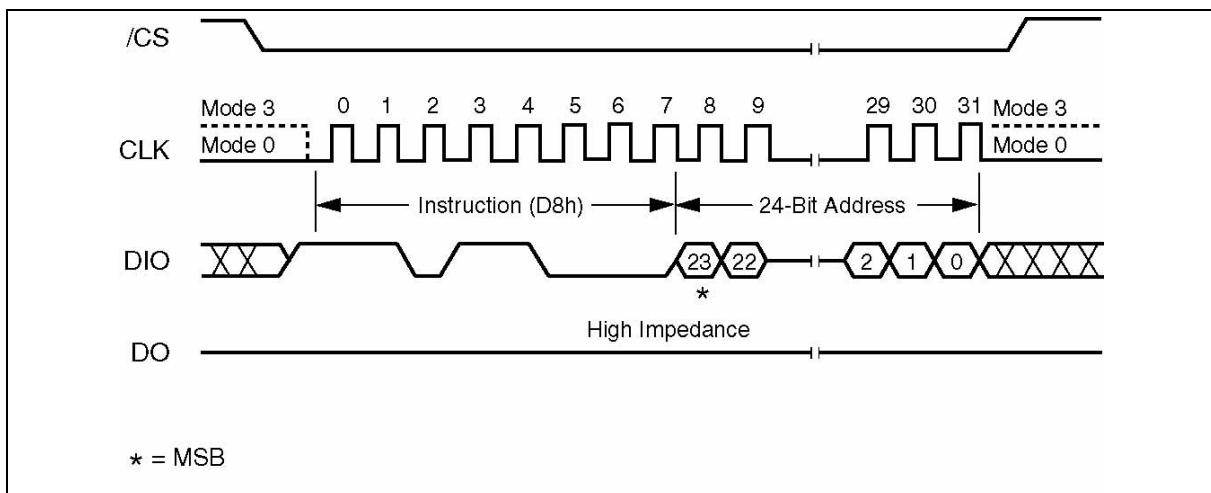 /CS
Mode 3
0 1 2 3 4 5 6 7 8 9 29 30 31
Mode 3
CLK
Mode 0
Mode 0
Instruction (D8h)
24-Bit Address
DIO
23 22 2 1 0
*
High Impedance
DO
* = MSB